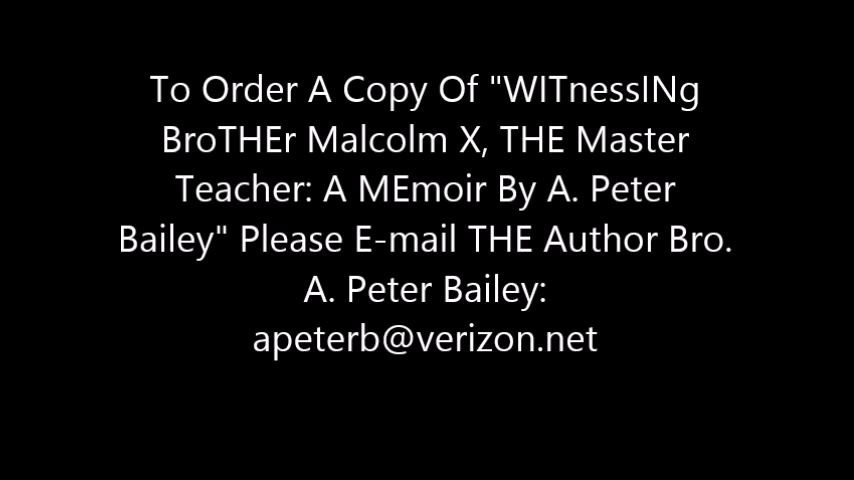 To Order A Copy Of "WITnessINg
BroTHEr Malcolm X, THE Master
Teacher: A MEmoir By A. Peter
Bailey" Please E-mail THE Author Bro.
A. Peter Bailey:
apeterb@verizon.net